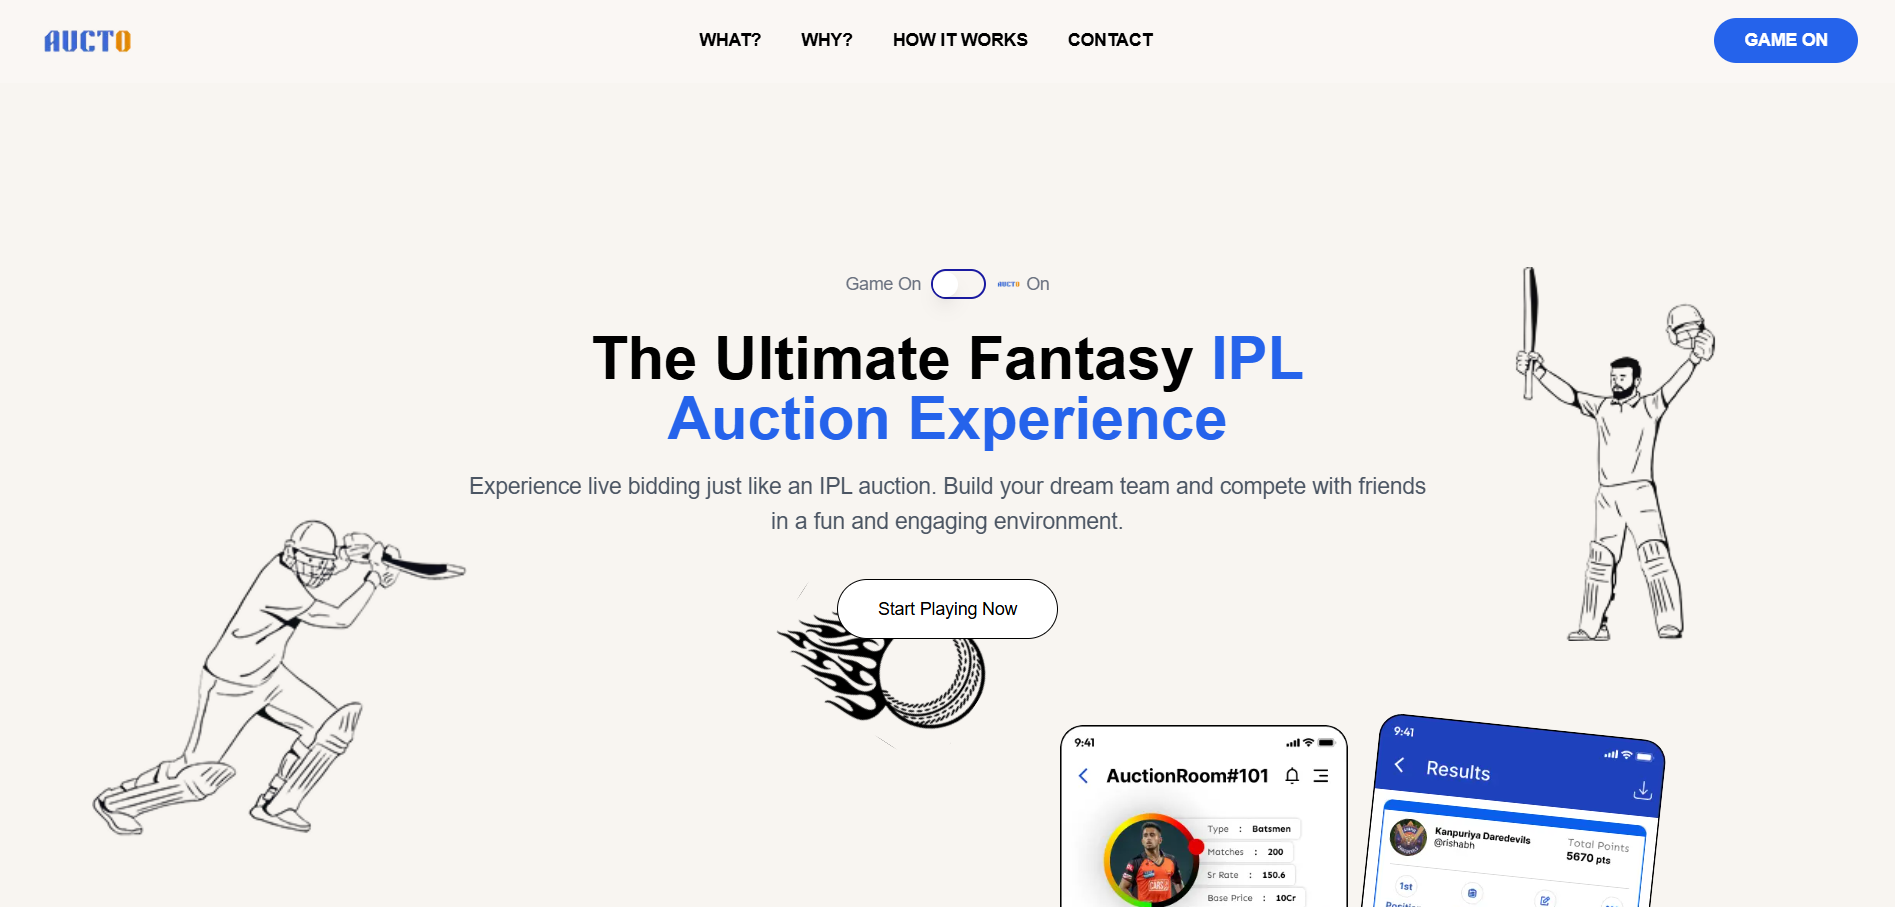 AUCTO
WHAT? WHY? HOW IT WORKS CONTACT
GAME ON
Game On AUCTO On
The Ultimate Fantasy IPL
Auction Experience
Experience live bidding just like an IPL auction. Build your dream team and compete with friends
in a fun and engaging environment.
Start Playing Now
9:41
AuctionRoom#101
Type : Batsmen
Matches : 200
Sr Rate : 150.6
Base Price : 10Cr
9:41
Results
Kanpuriya Daredevils
@rishabh
Total Points
5670 pts
1st